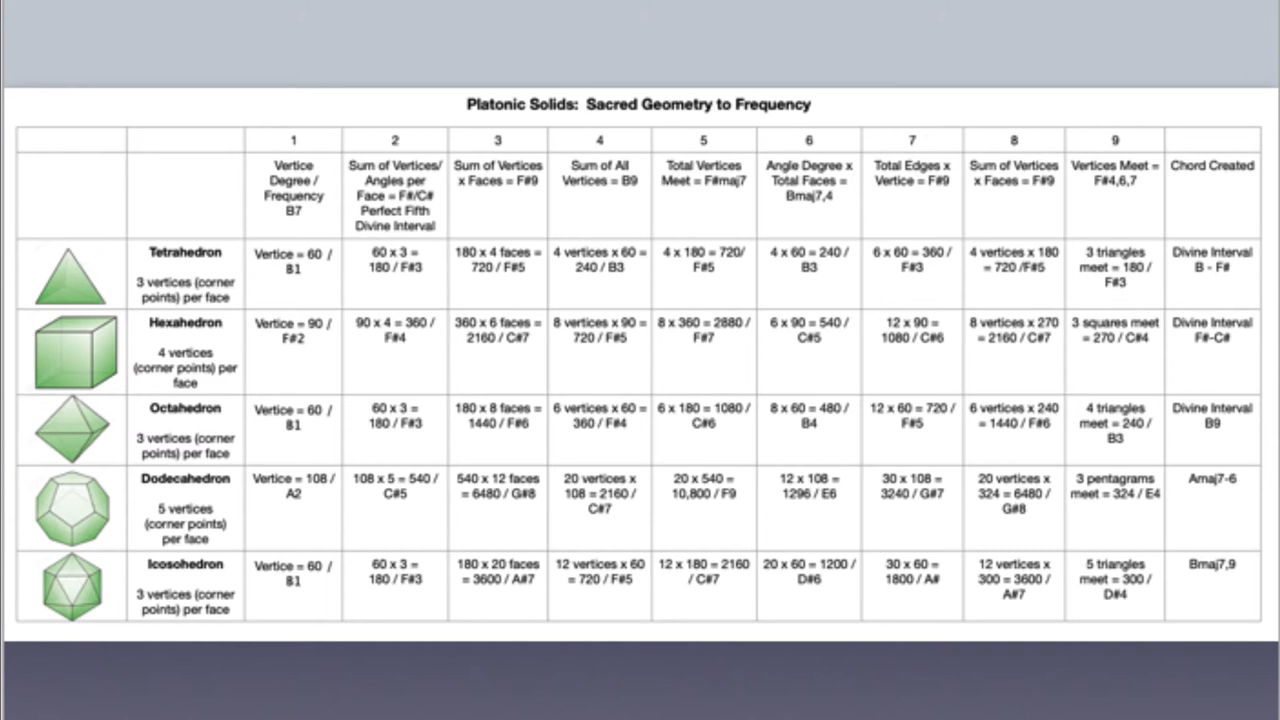 Platonic Solids: Sacred Geometry to Frequency
1 2 3 4 5 6 7 8 9
Vertice
Degree /
Frequency
B7
Sum of Vertices/
Angles per
Face = F#/C#
Perfect Fifth
Divine Interval
Sum of Vertices
x Faces = F#9
Sum of All
Vertices = B9
Total Vertices
Meet = F#maj7
Angle Degree x
Total Faces =
Bmaj7,4
Total Edges x
Vertice = F#9
Sum of Vertices
x Faces = F#9
Vertices Meet =
F#4,6,7
Chord Created
Tetrahedron
3 vertices (corner
points) per face
Vertice = 60 /
B1
60 x 3 =
180 / F#3
180 x 4 faces =
720 / F#5
4 vertices x 60 =
240 / B3
4 x 180 = 720/
F#5
4 x 60 = 240 /
B3
6 x 60 = 360 /
F#3
4 vertices x 180
= 720 /F#5
3 triangles
meet = 180 /
F#3
Divine Interval
B - F#
Hexahedron
4 vertices
(corner points) per
face
Vertice = 90 /
F#2
90 x 4 = 360 /
F#4
360 x 6 faces =
2160 / C#7
8 vertices x 90 =
720 / F#5
8 x 360 = 2880 /
F#7
6 x 90 = 540 /
C#5
12 x 90 =
1080 / C#6
8 vertices x 270
= 2160 / C#7
3 squares meet
= 270 / C#4
Divine Interval
F#-C#
Octahedron
3 vertices (corner
points) per face
Vertice = 60 /
B1
60 x 3 =
180 / F#3
180 x 8 faces =
1440 / F#6
6 vertices x 60 =
360 / F#4
6 x 180 = 1080 /
C#6
8 x 60 = 480 /
B4
12 x 60 = 720 /
F#5
6 vertices x 240
= 1440 / F#6
4 triangles
meet = 240 /
B3
Divine Interval
B9
Dodecahedron
5 vertices
(corner points)
per face
Vertice = 108 /
A2
108 x 5 = 540 /
C#5
540 x 12 faces
= 6480 / G#8
20 vertices x
108 = 2160 /
C#7
20 x 540 =
10,800 / F9
12 x 108 =
1296 / E6
30 x 108 =
3240 / G#7
20 vertices x
324 = 6480 /
G#8
3 pentagrams
meet = 324 / E4
Amaj7-6
Icosohedron
3 vertices (corner
points) per face
Vertice = 60 /
B1
60 x 3 =
180 / F#3
180 x 20 faces
= 3600 / A#7
12 vertices x 60
= 720 / F#5
12 x 180 = 2160
/ C#7
20 x 60 = 1200 /
D#6
30 x 60 =
1800 / A#
12 vertices x
300 = 3600 /
A#7
5 triangles
meet = 300 /
D#4
Bmaj7,9